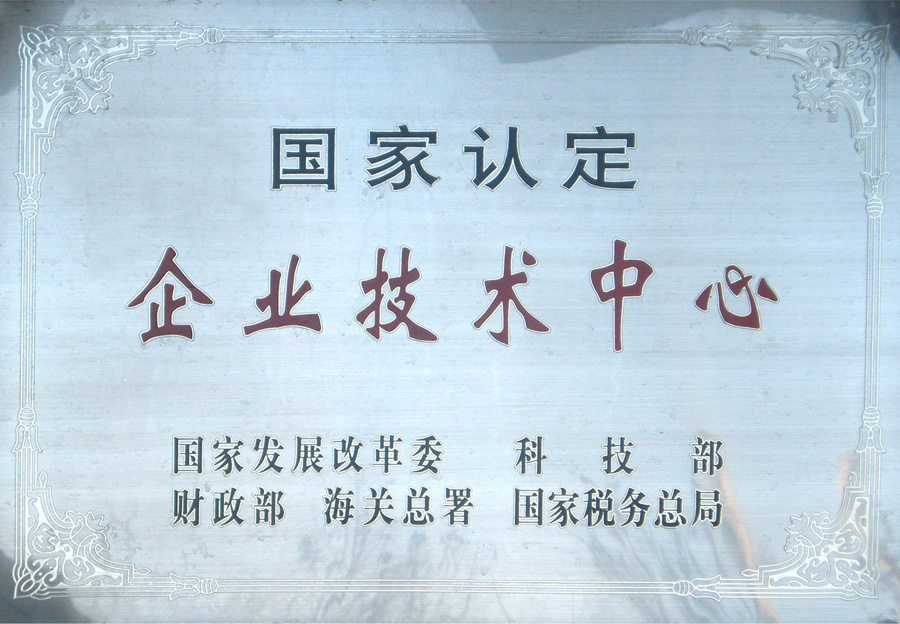 国家认定
企业技术中心
国家发展改革委 科技部
财政部 海关总署 国家税务总局